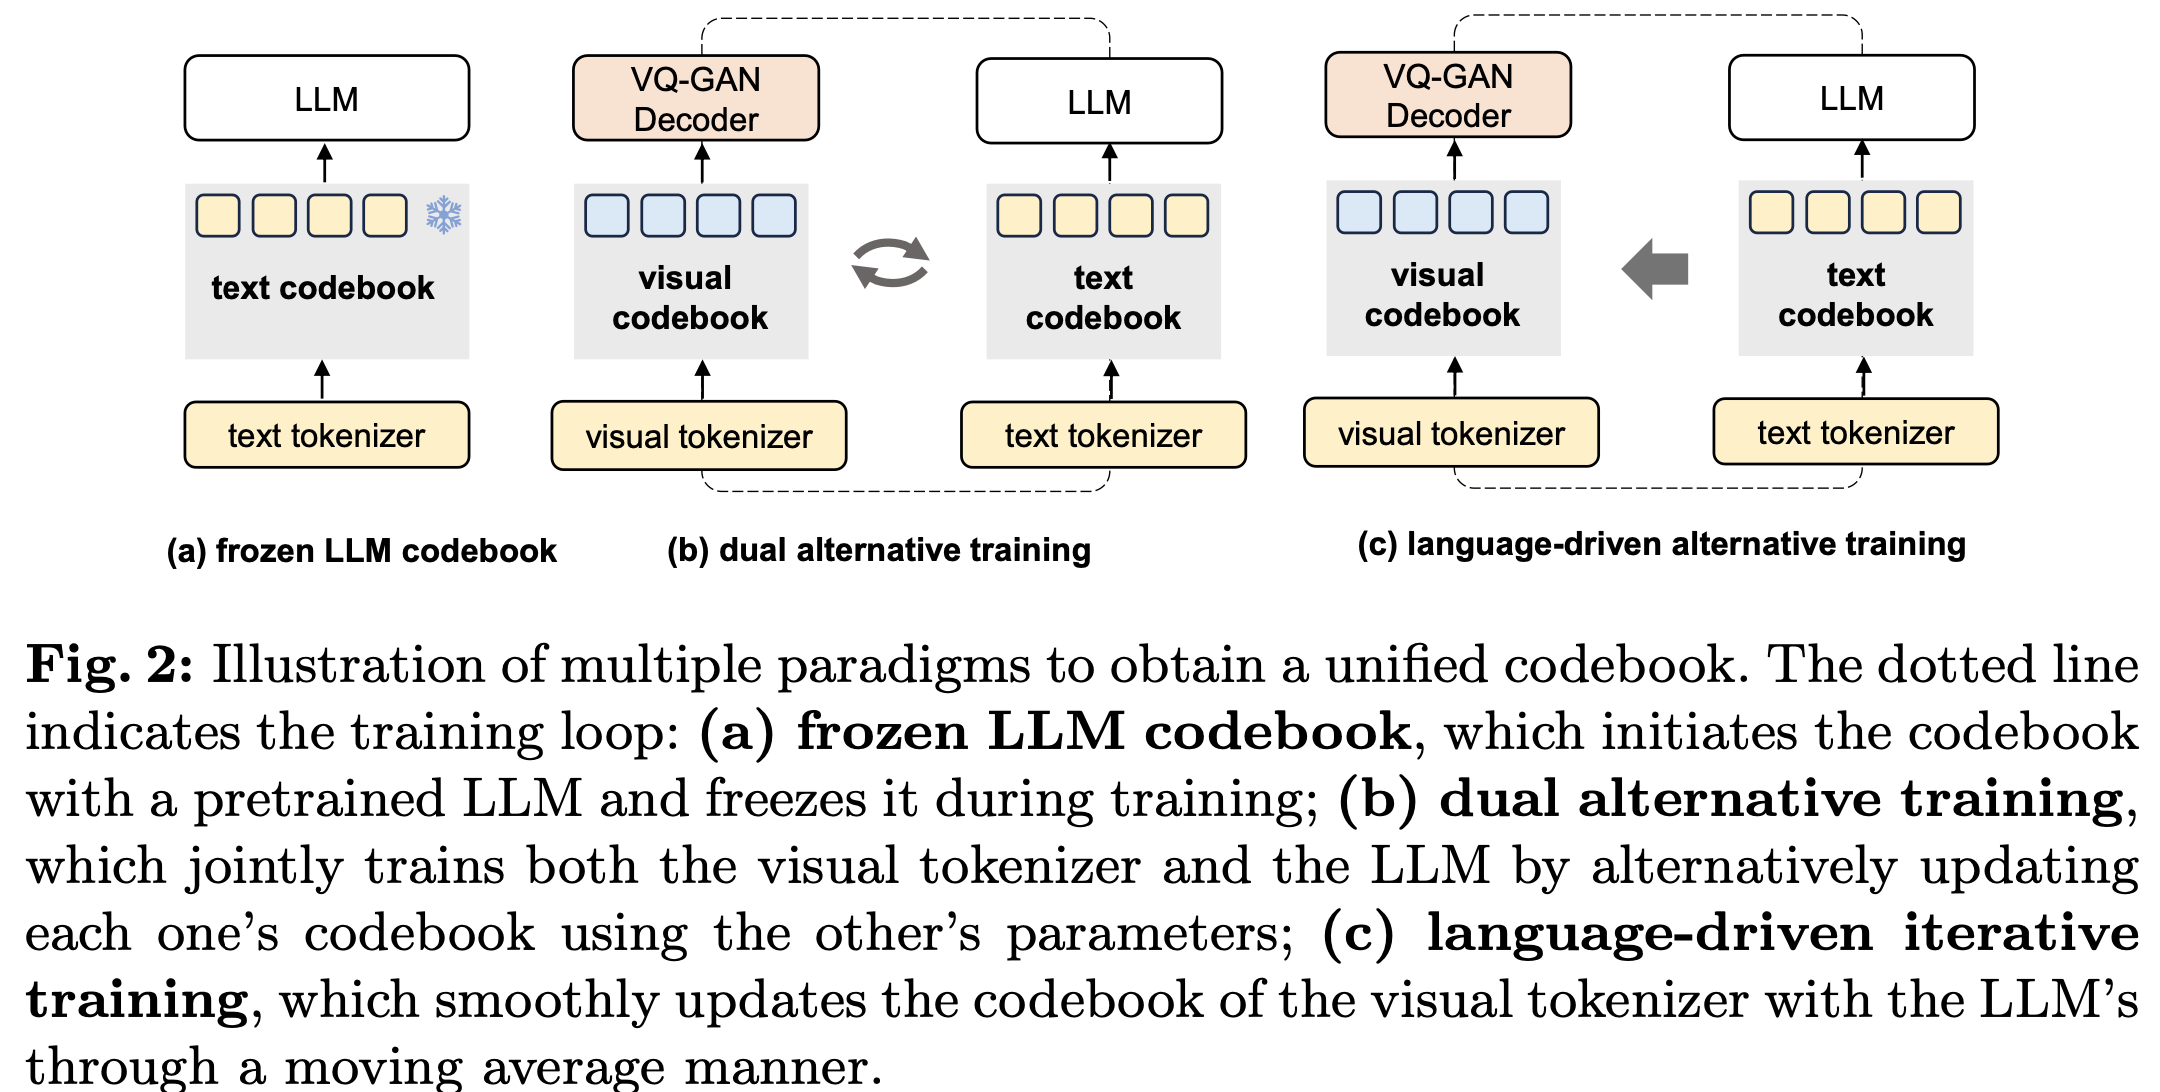 LLM
text codebook
text tokenizer
(a) frozen LLM codebook
VQ-GAN
Decoder
visual
codebook
visual tokenizer
LLM
text
codebook
text tokenizer
(b) dual alternative training
VQ-GAN
Decoder
visual
codebook
visual tokenizer
LLM
text
codebook
text tokenizer
(c) language-driven alternative training
Fig. 2: Illustration of multiple paradigms to obtain a unified codebook. The dotted line
indicates the training loop: (a) frozen LLM codebook, which initiates the codebook
with a pretrained LLM and freezes it during training; (b) dual alternative training,
which jointly trains both the visual tokenizer and the LLM by alternatively updating
each one's codebook using the other's parameters; (c) language-driven iterative
training, which smoothly updates the codebook of the visual tokenizer with the LLM's
through a moving average manner.